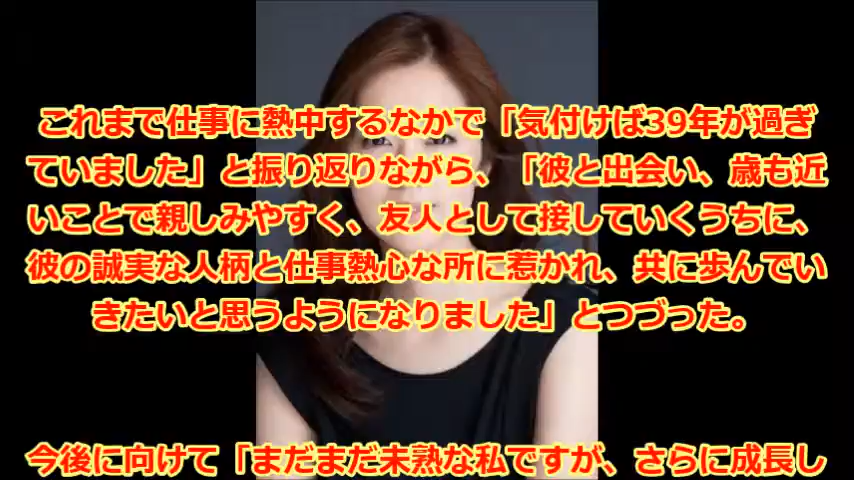 これまで仕事に熱中するなかで「気付けば39年が過ぎ
ていました」と振り返りながら、「彼と出会い、歳も近
いことで親しみやすく、友人として接していくうちに、
彼の誠実な人柄と仕事熱心な所に惹かれ、共に歩んでい
きたいと思うようになりました」とつづった。
今後に向けて「まだまだ未熟な私ですが、さらに成長し